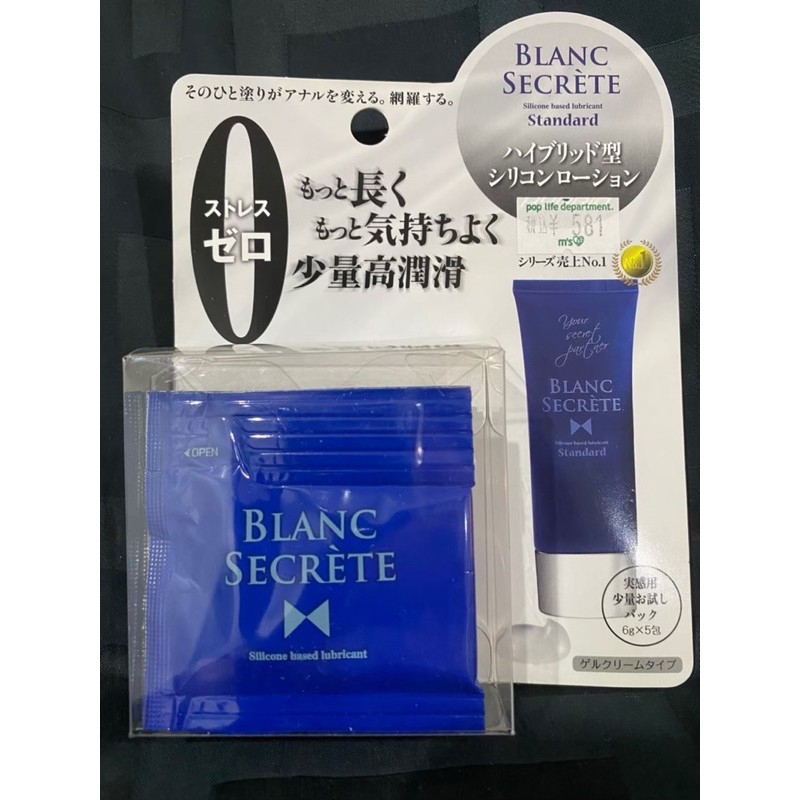 そのひと塗りがアナルを変える。網羅する。
BLANC
SECRÈTE
Silicone based lubricant
Standard
ハイブリッド型
シリコンローション
0
ストレス
ゼロ
もっと長く
もっと気持ちよく
少量高潤滑
pop life department.
税込¥ 581
m's
シリーズ売上No.1
No.1
Your
secret
partner
BLANC
SECRÈTE
Silicone based lubricant
Standard
OPEN
BLANC
SECRÈTE
Silicone based lubricant
実感用
少量お試し
パック
6g×5包
ゲルクリームタイプ